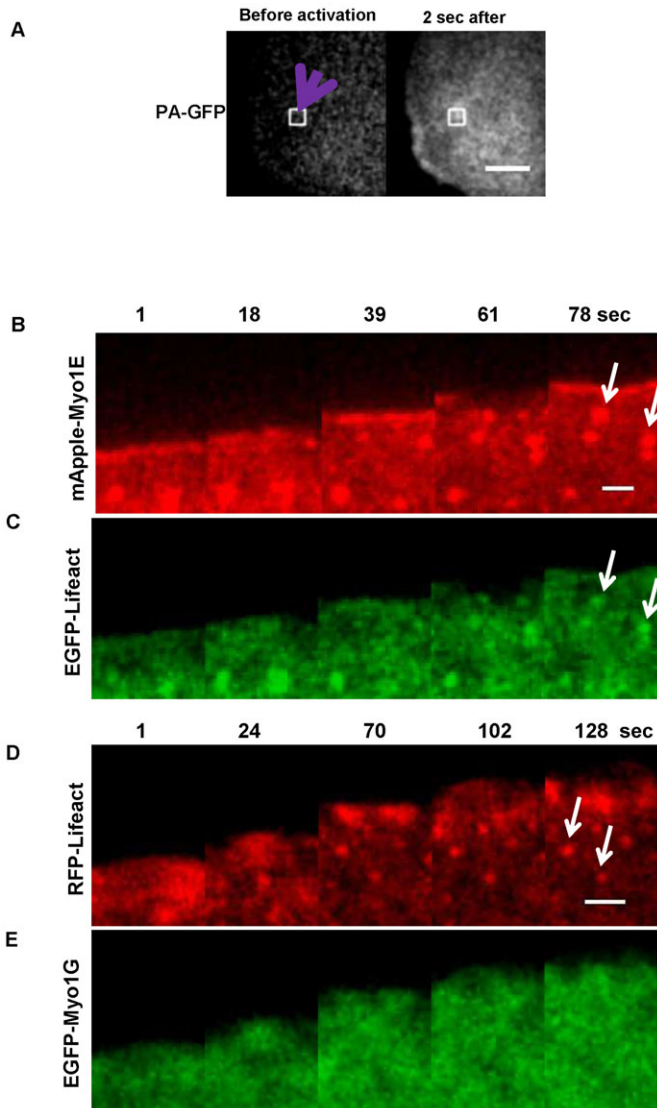 A
Before activation 2 sec after
PA-GFP
B
1 18 39 61 78 sec
mApple-Myo1E
C
EGFP-Lifeact
1 24 70 102 128 sec
D
RFP-Lifeact
E
EGFP-Myo1G